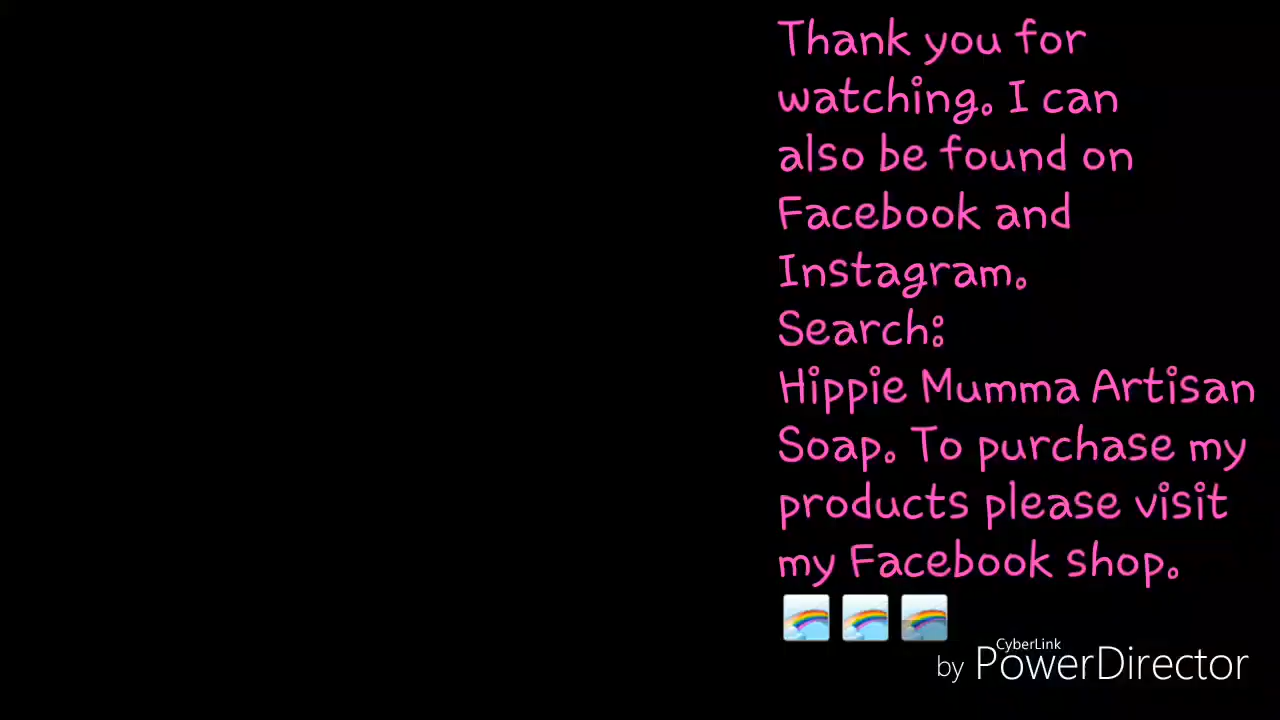 Thank you for
watching. I can
also be found on
Facebook and
Instagram.
Search:
Hippie Mumma Artisan
Soap. To purchase my
products please visit
my Facebook shop.
🌈🌈🌈
CyberLink
by PowerDirector